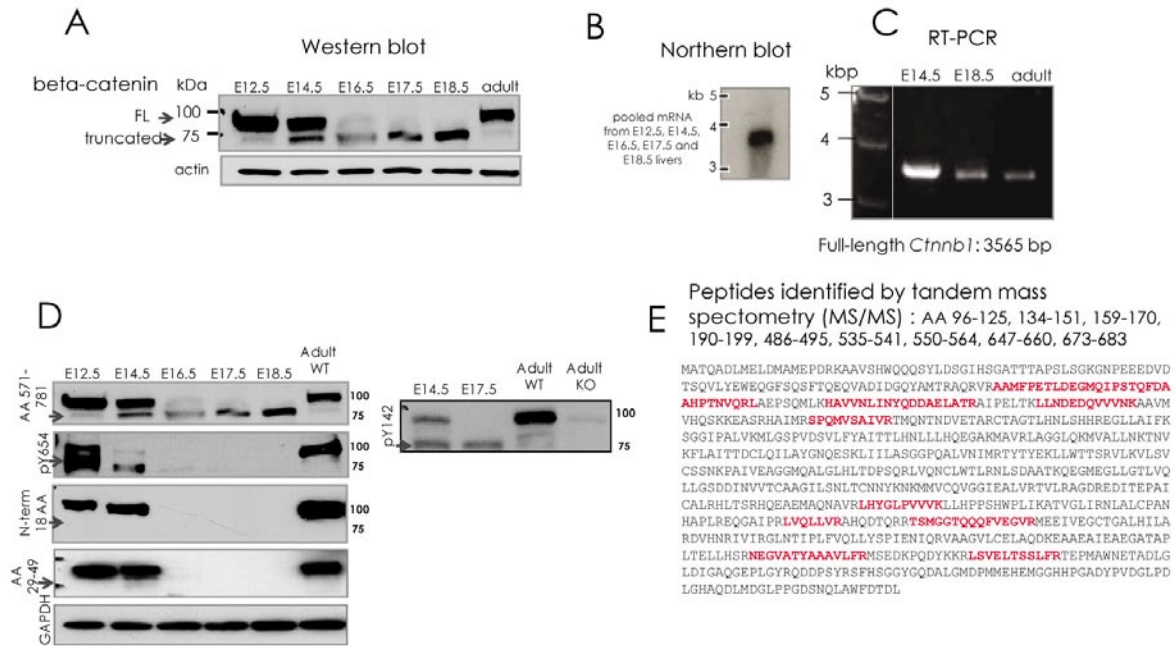 A
Western blot
beta-catenin
kDa
E12.5 E14.5 E16.5 E17.5 E18.5 adult
FL
100
truncated
75
actin
B
Northern blot
kb 5
4
3
pooled mRNA
from E12.5, E14.5,
E16.5, E17.5 and
E18.5 livers
C
RT-PCR
kbp
E14.5 E18.5 adult
5
4
3
Full-length Ctnnb1: 3565 bp
D
E12.5 E14.5 E16.5 E17.5 E18.5 Adult
WT
AA 571-
781
100
75
pY654
100
75
N-term
18 AA
100
75
AA
29-49
GAPDH
E14.5 E17.5 Adult
WT
Adult
KO
pY142
100
75
E
Peptides identified by tandem mass
spectometry (MS/MS) : AA 96-125, 134-151, 159-170,
190-199, 486-495, 535-541, 550-564, 647-660, 673-683
MATQADLMELDMAMEPDRKAAVSHWQQQSYLDSGIHSGATTTAPSLSGKGNPEEEDVD
TSQVLYEWEQGFSQSFTQEQVADIDGQYAMTRAQRVRAAMFPETLDEGMQIPSTQFDA
AHPTNVQRLAEPSQMLKHAVVNLINYQDDAELATRAIPELTKLLNDEDQVVVNKAAVM
VHQLSKKEASRHAIMRSPQMVSAIVRTMQNTNDVETARCTAGTLHNLSHHREGLLAIFK
SGGIPALVKMLGSPVDSVLFYAITTLHNLLLHQEGAKMAVRLAGGLQKMVALLNKTNV
KFLAITTDCLQILAYGNQESKLIILASGGPQALVNIMRTYTYEKLLWTTSRVLKVLSV
CSSNKPAIVEAGGMQALGLHLTDPSQRLVQNCLWTLRNLSDAATKQEGMEGLLGTLVQ
LLGSDDINVVTCAAGILSNLTCNNYKNKMMVCQVGGIEALVRTVLRAGDREDITEPAI
CALRHLTSRHQEAEMAQNAVRLHYGLPVVVKLLHPPSHWPLIKATVGLIRNLALCPAN
HAPLREQGAIPRLVQLLVRAHQDTQRRTSMGGTQQQFVEGVRMEEIVEGCTGALHILA
RDVHNRIVIRGLNTIPLFVQLLYSPIENIQRVAAGVLCELAQDKEAAEAIEAEGATAP
LTELLHSRNEGVATYAAAVLFRMSEDKPQDYKKRLSVELTSSLFRTEPMAWNETADLG
LDIGAQGEPLGYRQDDPSYRSFHSGGYGQDALGMDPMMEHEMGGHHPGADYPVDGLPD
LGHAQDLMDGLPPGDSNQLAWFDTDL